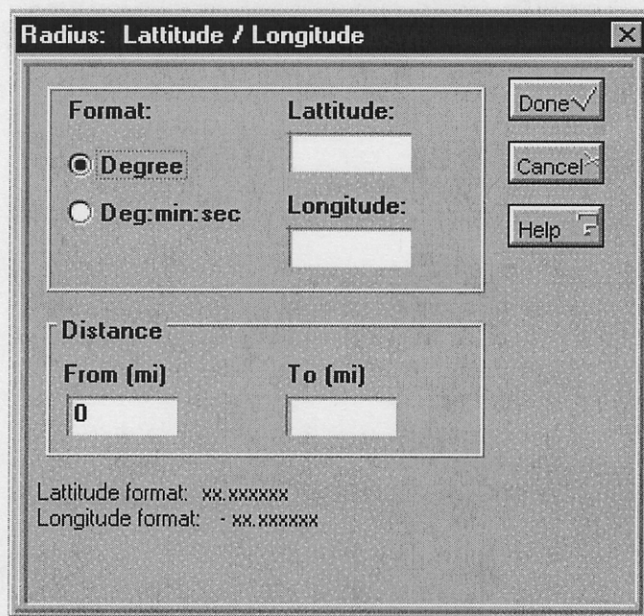 Radius: Lattitude / Longitude
Format:
Lattitude:
Degree
Deg:min:sec
Longitude:
Done
Cancel
Help
Distance
From (mi)
To (mi)
0
Lattitude format: xx.xxxxxx
Longitude format: - xx.xxxxxx